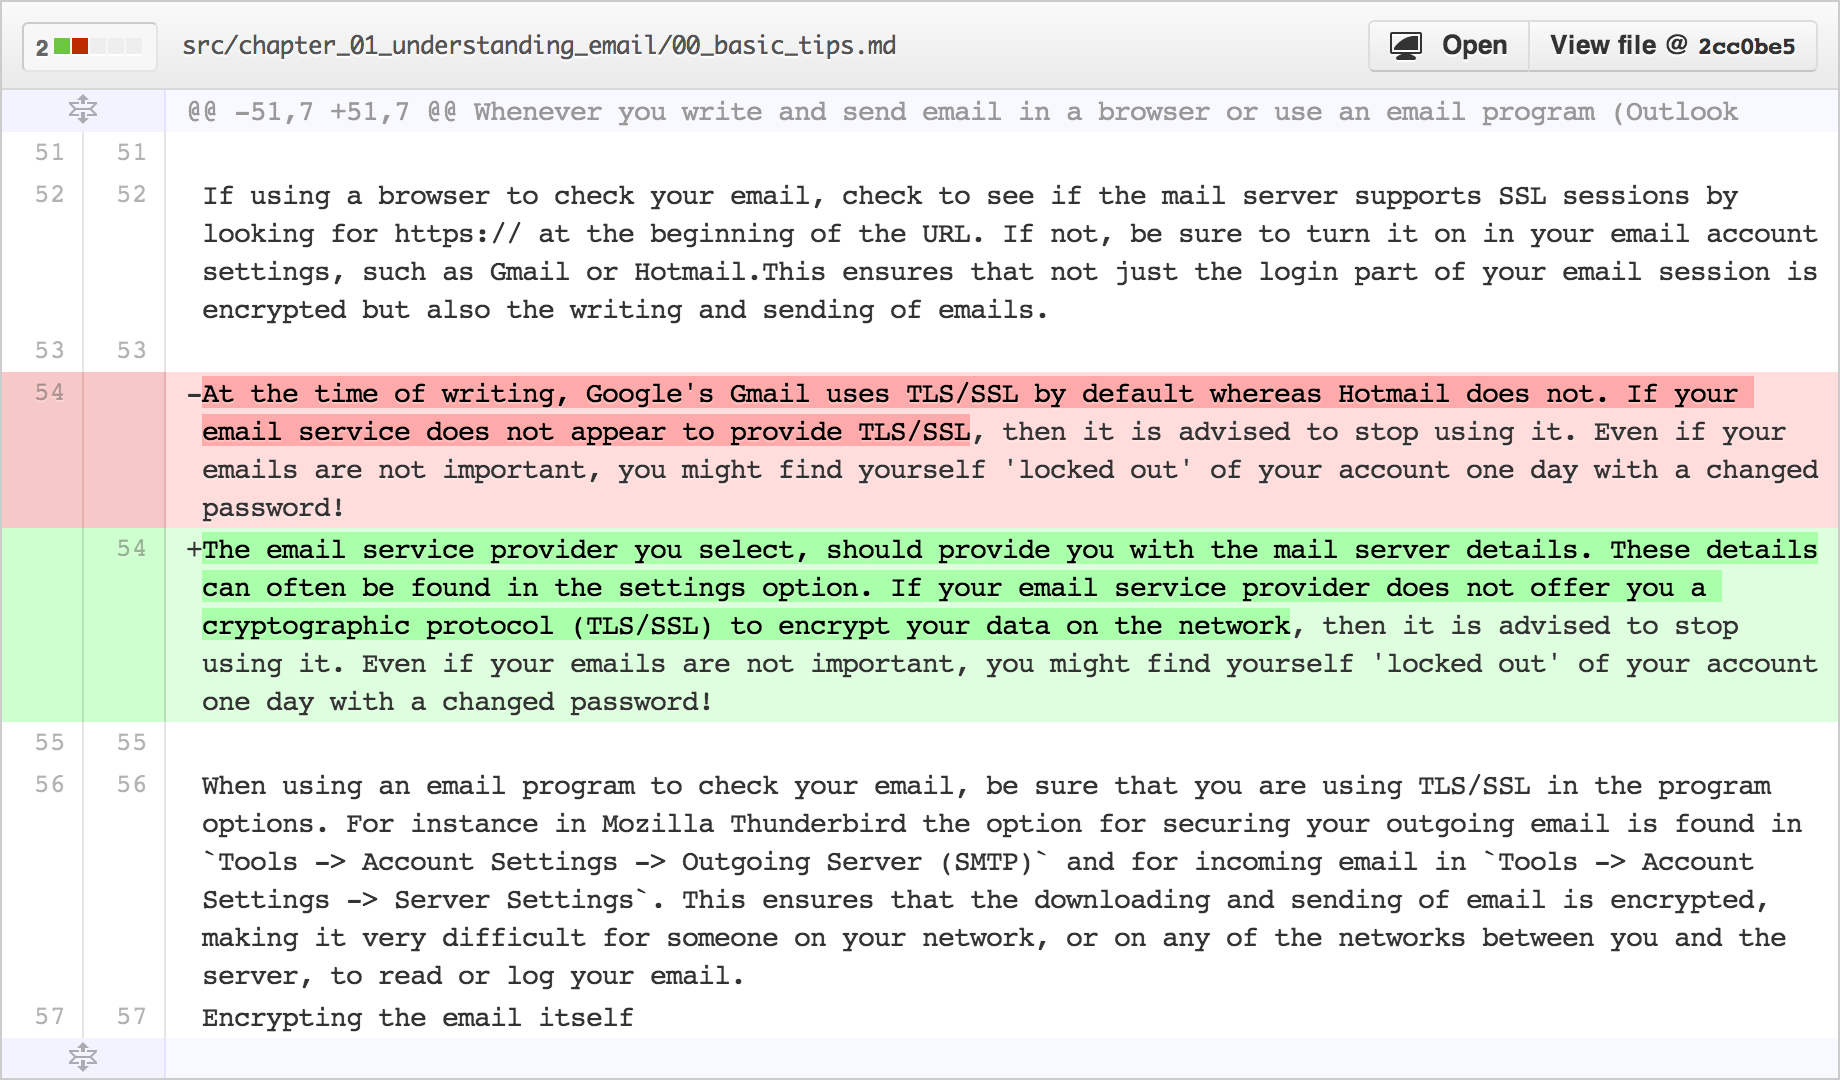 2 src/chapter_01_understanding_email/00_basic_tips.md Open View file @ 2cc0be5
@@ -51,7 +51,7 @@ Whenever you write and send email in a browser or use an email program (Outlook
51 51
52 52 If using a browser to check your email, check to see if the mail server supports SSL sessions by
looking for https:// at the beginning of the URL. If not, be sure to turn it on in your email account
settings, such as Gmail or Hotmail.This ensures that not just the login part of your email session is
encrypted but also the writing and sending of emails.
53 53
54 -At the time of writing, Google's Gmail uses TLS/SSL by default whereas Hotmail does not. If your
email service does not appear to provide TLS/SSL, then it is advised to stop using it. Even if your
emails are not important, you might find yourself 'locked out' of your account one day with a changed
password!
54 +The email service provider you select, should provide you with the mail server details. These details
can often be found in the settings option. If your email service provider does not offer you a
cryptographic protocol (TLS/SSL) to encrypt your data on the network, then it is advised to stop
using it. Even if your emails are not important, you might find yourself 'locked out' of your account
one day with a changed password!
55 55
56 56 When using an email program to check your email, be sure that you are using TLS/SSL in the program
options. For instance in Mozilla Thunderbird the option for securing your outgoing email is found in
`Tools -> Account Settings -> Outgoing Server (SMTP)` and for incoming email in `Tools -> Account
Settings -> Server Settings`. This ensures that the downloading and sending of email is encrypted,
making it very difficult for someone on your network, or on any of the networks between you and the
server, to read or log your email.
57 57 Encrypting the email itself